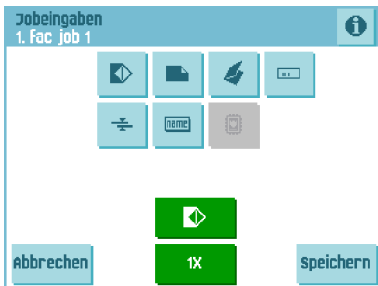 Jobeingaben
1. Fac job 1
name
Abbrechen
1X
Speichern